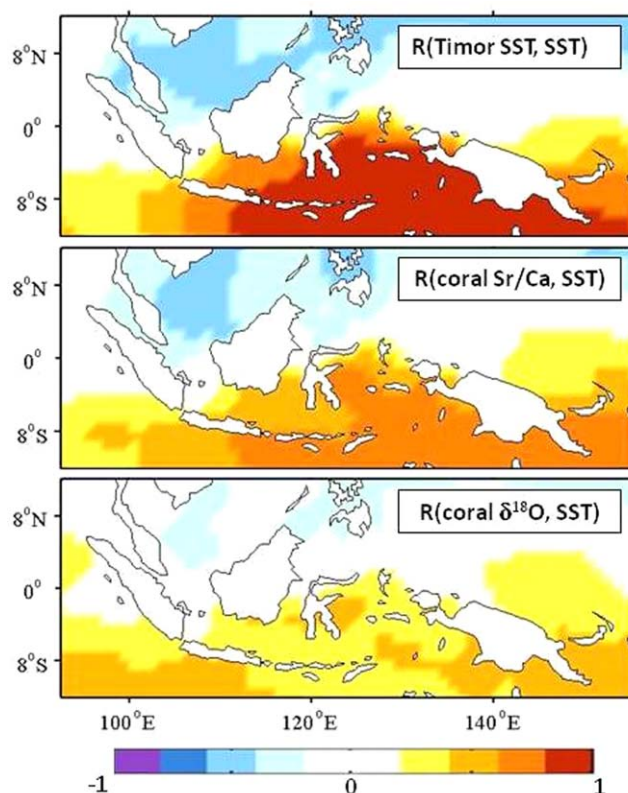 R(Timor SST, SST)
8°N
0°
8°S
R(coral Sr/Ca, SST)
8°N
0°
8°S
R(coral δ¹⁸O, SST)
8°N
0°
8°S
100°E 120°E 140°E
-1 0 1